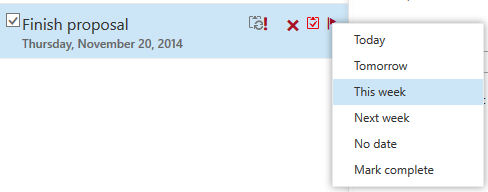 Finish proposal
Thursday, November 20, 2014
Today
Tomorrow
This week
Next week
No date
Mark complete